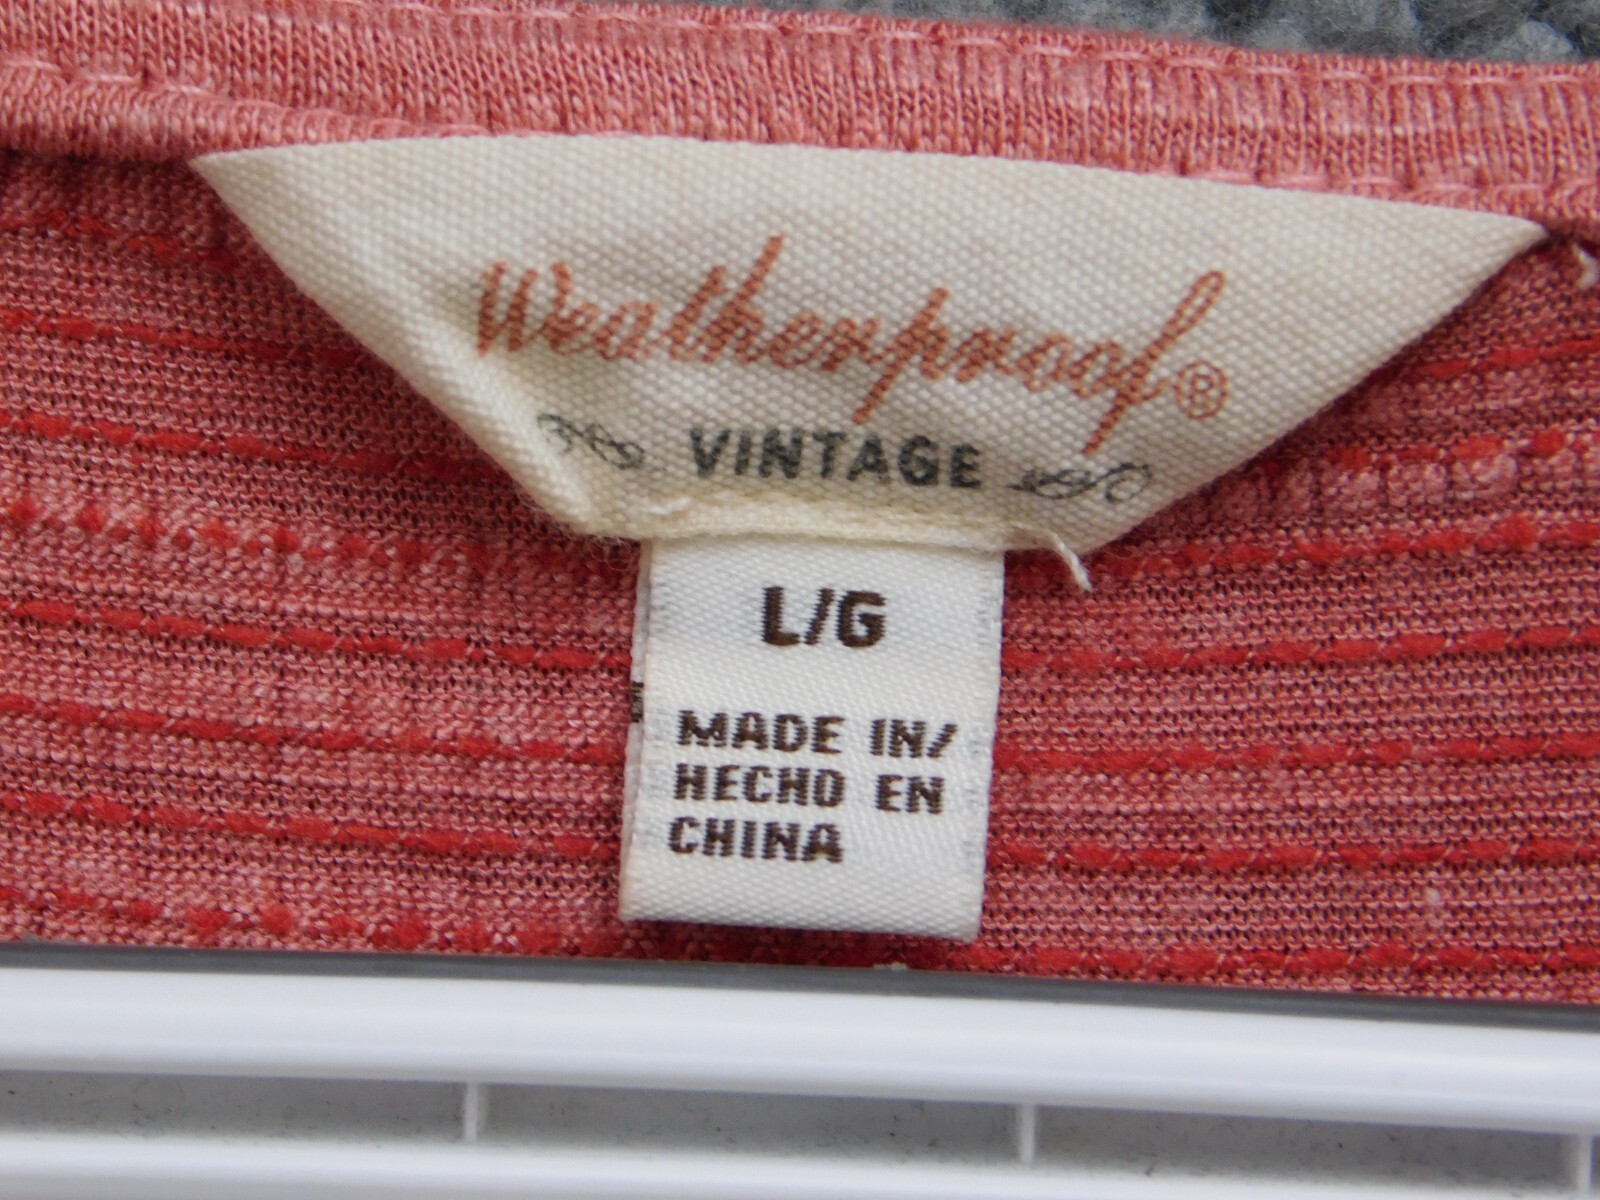 Weatherproof®
VINTAGE
L/G
MADE IN/
HECHO EN
CHINA